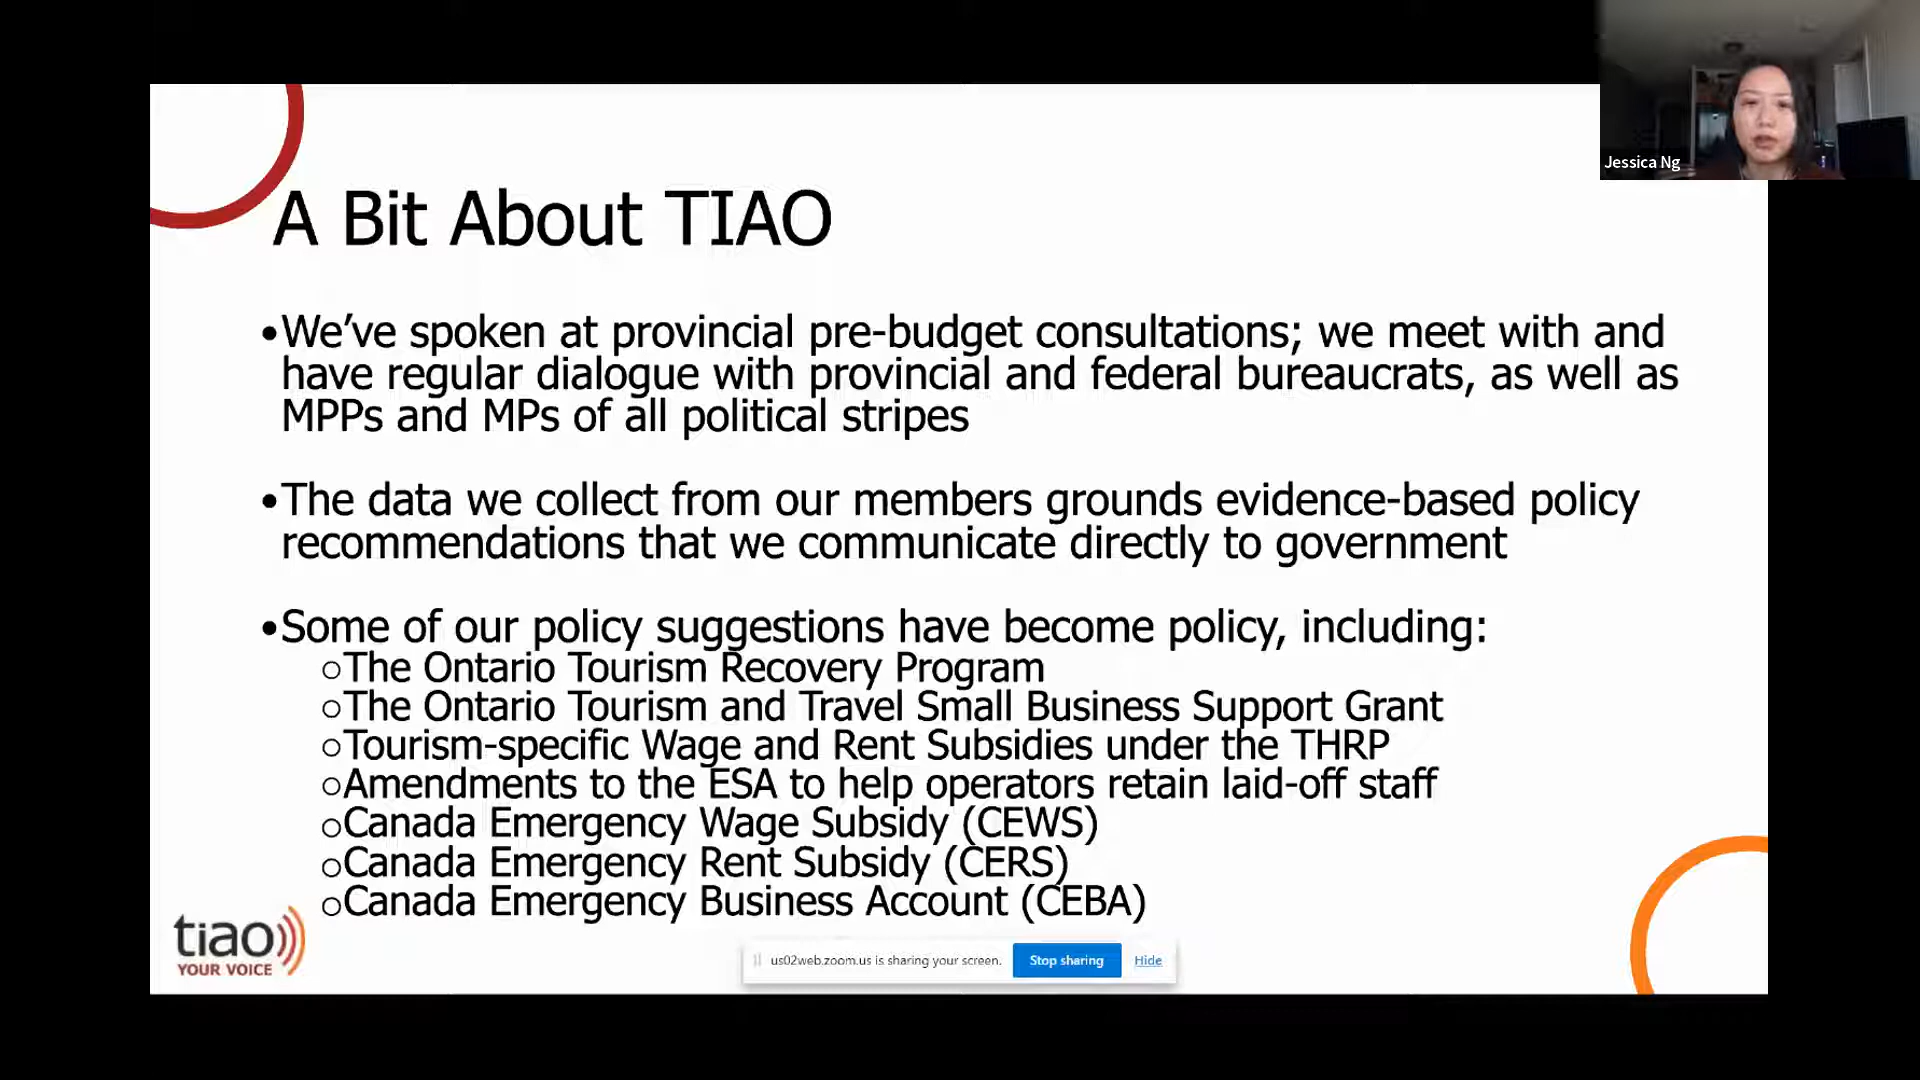 Jessica Ng
A Bit About TIAO
•We’ve spoken at provincial pre-budget consultations; we meet with and
have regular dialogue with provincial and federal bureaucrats, as well as
MPPs and MPs of all political stripes
•The data we collect from our members grounds evidence-based policy
recommendations that we communicate directly to government
•Some of our policy suggestions have become policy, including:
○The Ontario Tourism Recovery Program
○The Ontario Tourism and Travel Small Business Support Grant
○Tourism-specific Wage and Rent Subsidies under the THRP
○Amendments to the ESA to help operators retain laid-off staff
○Canada Emergency Wage Subsidy (CEWS)
○Canada Emergency Rent Subsidy (CERS)
○Canada Emergency Business Account (CEBA)
tiao
YOUR VOICE
us02web.zoom.us is sharing your screen. Stop sharing Hide